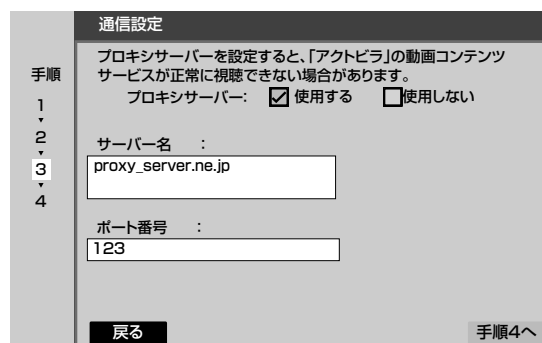 通信設定
プロキシサーバーを設定すると、「アクトビラ」の動画コンテンツ
サービスが正常に視聴できない場合があります。
プロキシサーバー: 使用する 使用しない
手順
1
2
3
4
サーバー名 :
proxy_server.ne.jp
ポート番号 :
123
戻る
手順4へ